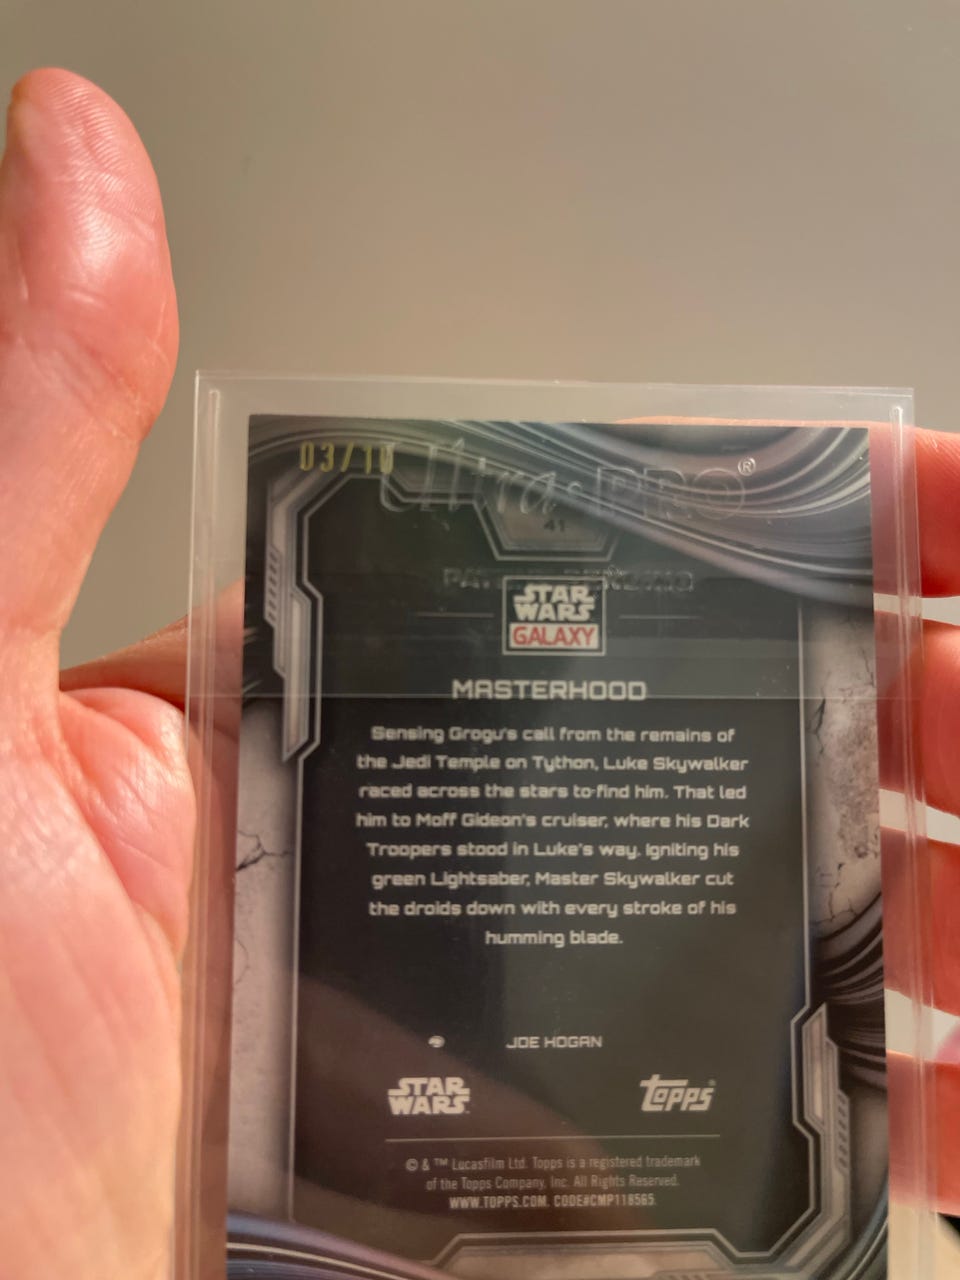 03/10
Ultra•PRO®
41
STAR
WARS
GALAXY
MASTERHOOD
Sensing Grogu's call from the remains of
the Jedi Temple on Tython, Luke Skywalker
raced across the stars to find him. That led
him to Moff Gideon's cruiser, where his Dark
Troopers stood in Luke's way. Igniting his
green Lightsaber, Master Skywalker cut
the droids down with every stroke of his
humming blade.
JOE HOGAN
STAR
WARS
TOPPS®
© & ™ Lucasfilm Ltd. Topps is a registered trademark
of the Topps Company, Inc. All Rights Reserved.
WWW.TOPPS.COM. CODE#CMP118565.